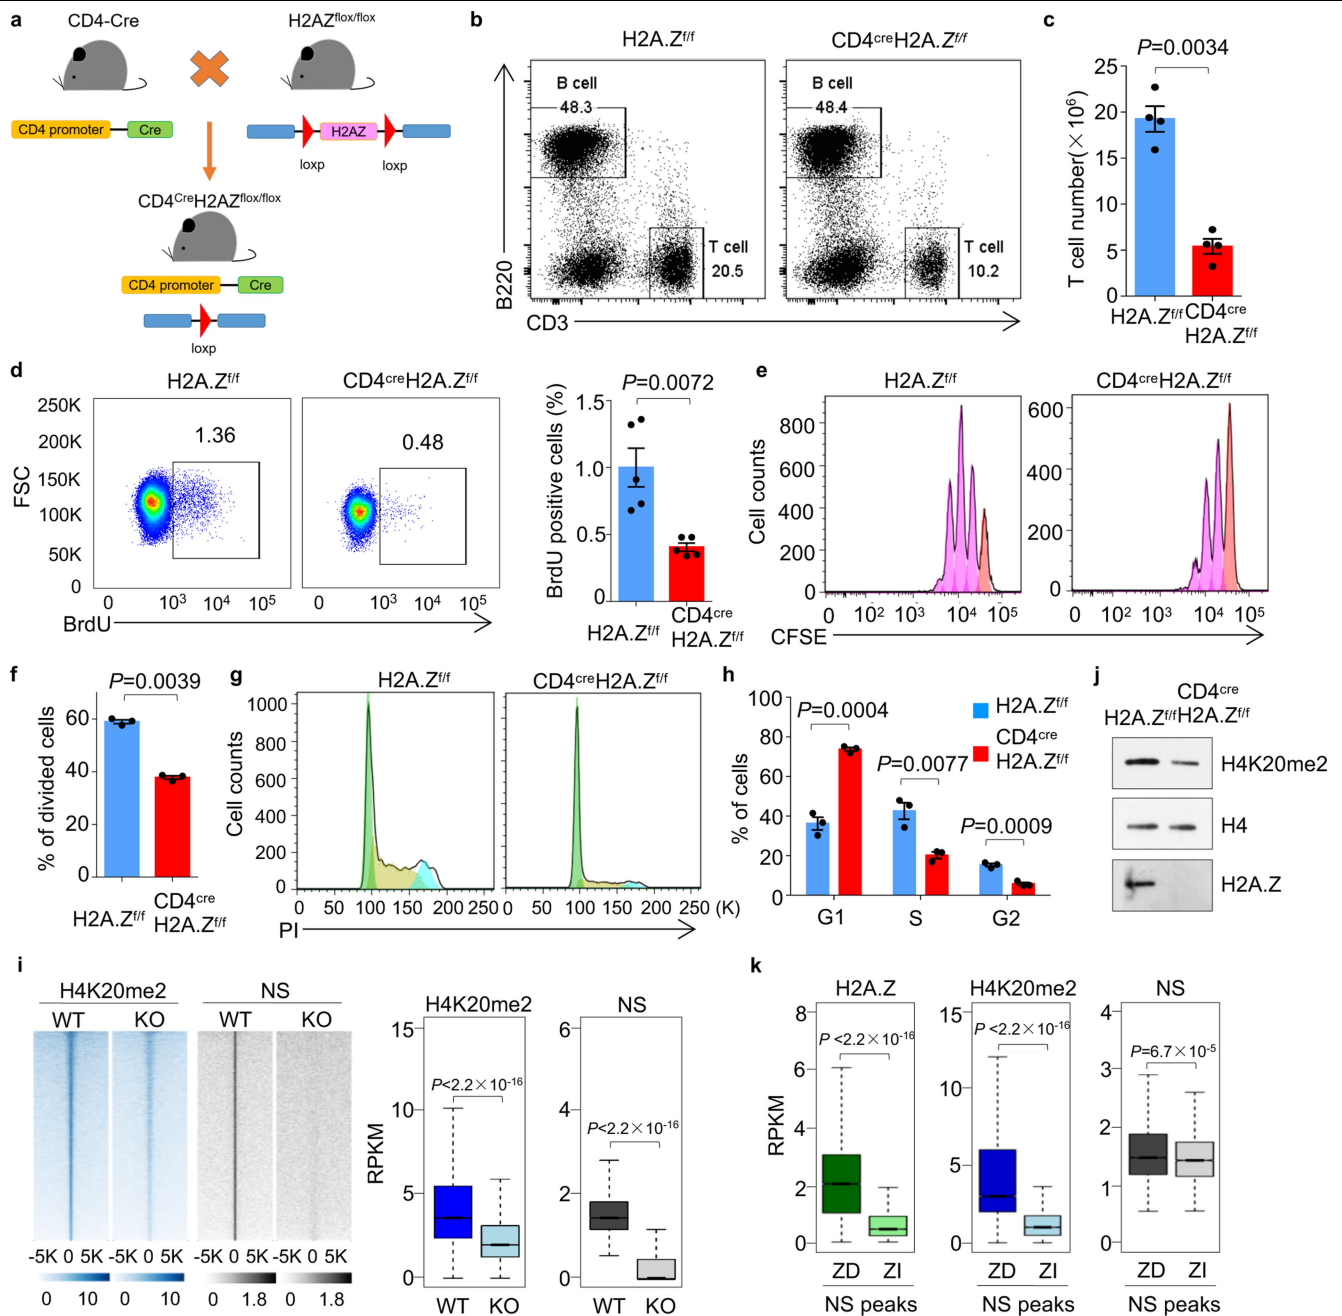 a
CD4-Cre
H2AZflox/flox
CD4 promoter
Cre
H2AZ
loxp
loxp
CD4CreH2AZflox/flox
CD4 promoter
Cre
loxp
b
H2A.Zf/f
CD4creH2A.Zf/f
B cell
48.3
T cell
20.5
B cell
48.4
T cell
10.2
B220
CD3
c
P=0.0034
T cell number(×10⁶)
25
20
15
10
5
0
H2A.Zf/f
CD4cre
H2A.Zf/f
d
H2A.Zf/f
CD4creH2A.Zf/f
FSC
250K
200K
150K
100K
50K
0
1.36
0.48
0 10³ 10⁴ 10⁵
0 10³ 10⁴ 10⁵
BrdU
P=0.0072
BrdU positive cells (%)
1.5
1.0
0.5
0
H2A.Zf/f
CD4cre
H2A.Zf/f
e
H2A.Zf/f
CD4creH2A.Zf/f
Cell counts
800
600
400
200
0
600
400
200
0
0 10² 10³ 10⁴ 10⁵
0 10² 10³ 10⁴ 10⁵
CFSE
f
P=0.0039
% of divided cells
60
40
20
0
H2A.Zf/f
CD4cre
H2A.Zf/f
g
H2A.Zf/f
CD4creH2A.Zf/f
Cell counts
1000
800
600
400
200
0
0 50 100 150 200 250
0 50 100 150 200 250 (K)
PI
h
% of cells
100
80
60
40
20
0
P=0.0004
P=0.0077
P=0.0009
H2A.Zf/f
CD4cre
H2A.Zf/f
G1
S
G2
j
H2A.Zf/f
CD4cre
H2A.Zf/f
H4K20me2
H4
H2A.Z
i
H4K20me2
NS
WT
KO
WT
KO
-5K 0 5K
-5K 0 5K
-5K 0 5K
-5K 0 5K
0 10
0 10
0 1.8
0 1.8
H4K20me2
RPKM
15
10
5
0
P<2.2×10⁻¹⁶
WT
KO
NS
6
4
2
0
P<2.2×10⁻¹⁶
WT
KO
k
H2A.Z
RPKM
8
6
4
2
0
P <2.2×10⁻¹⁶
ZD
ZI
NS peaks
H4K20me2
15
10
5
0
P <2.2×10⁻¹⁶
ZD
ZI
NS peaks
NS
4
3
2
1
0
P=6.7×10⁻⁵
ZD
ZI
NS peaks